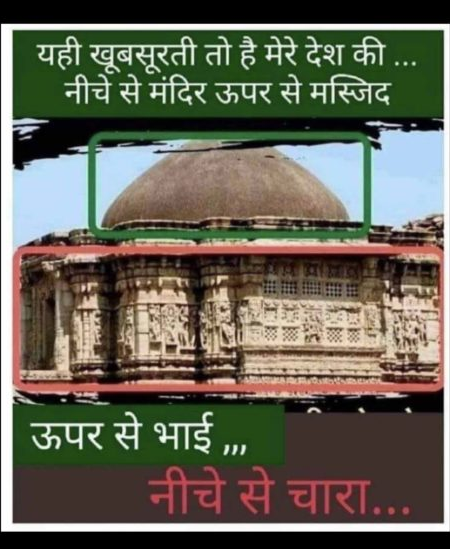 यही खूबसूरती तो है मेरे देश की ...
नीचे से मंदिर ऊपर से मस्जिद
ऊपर से भाई ,,,
नीचे से चारा...